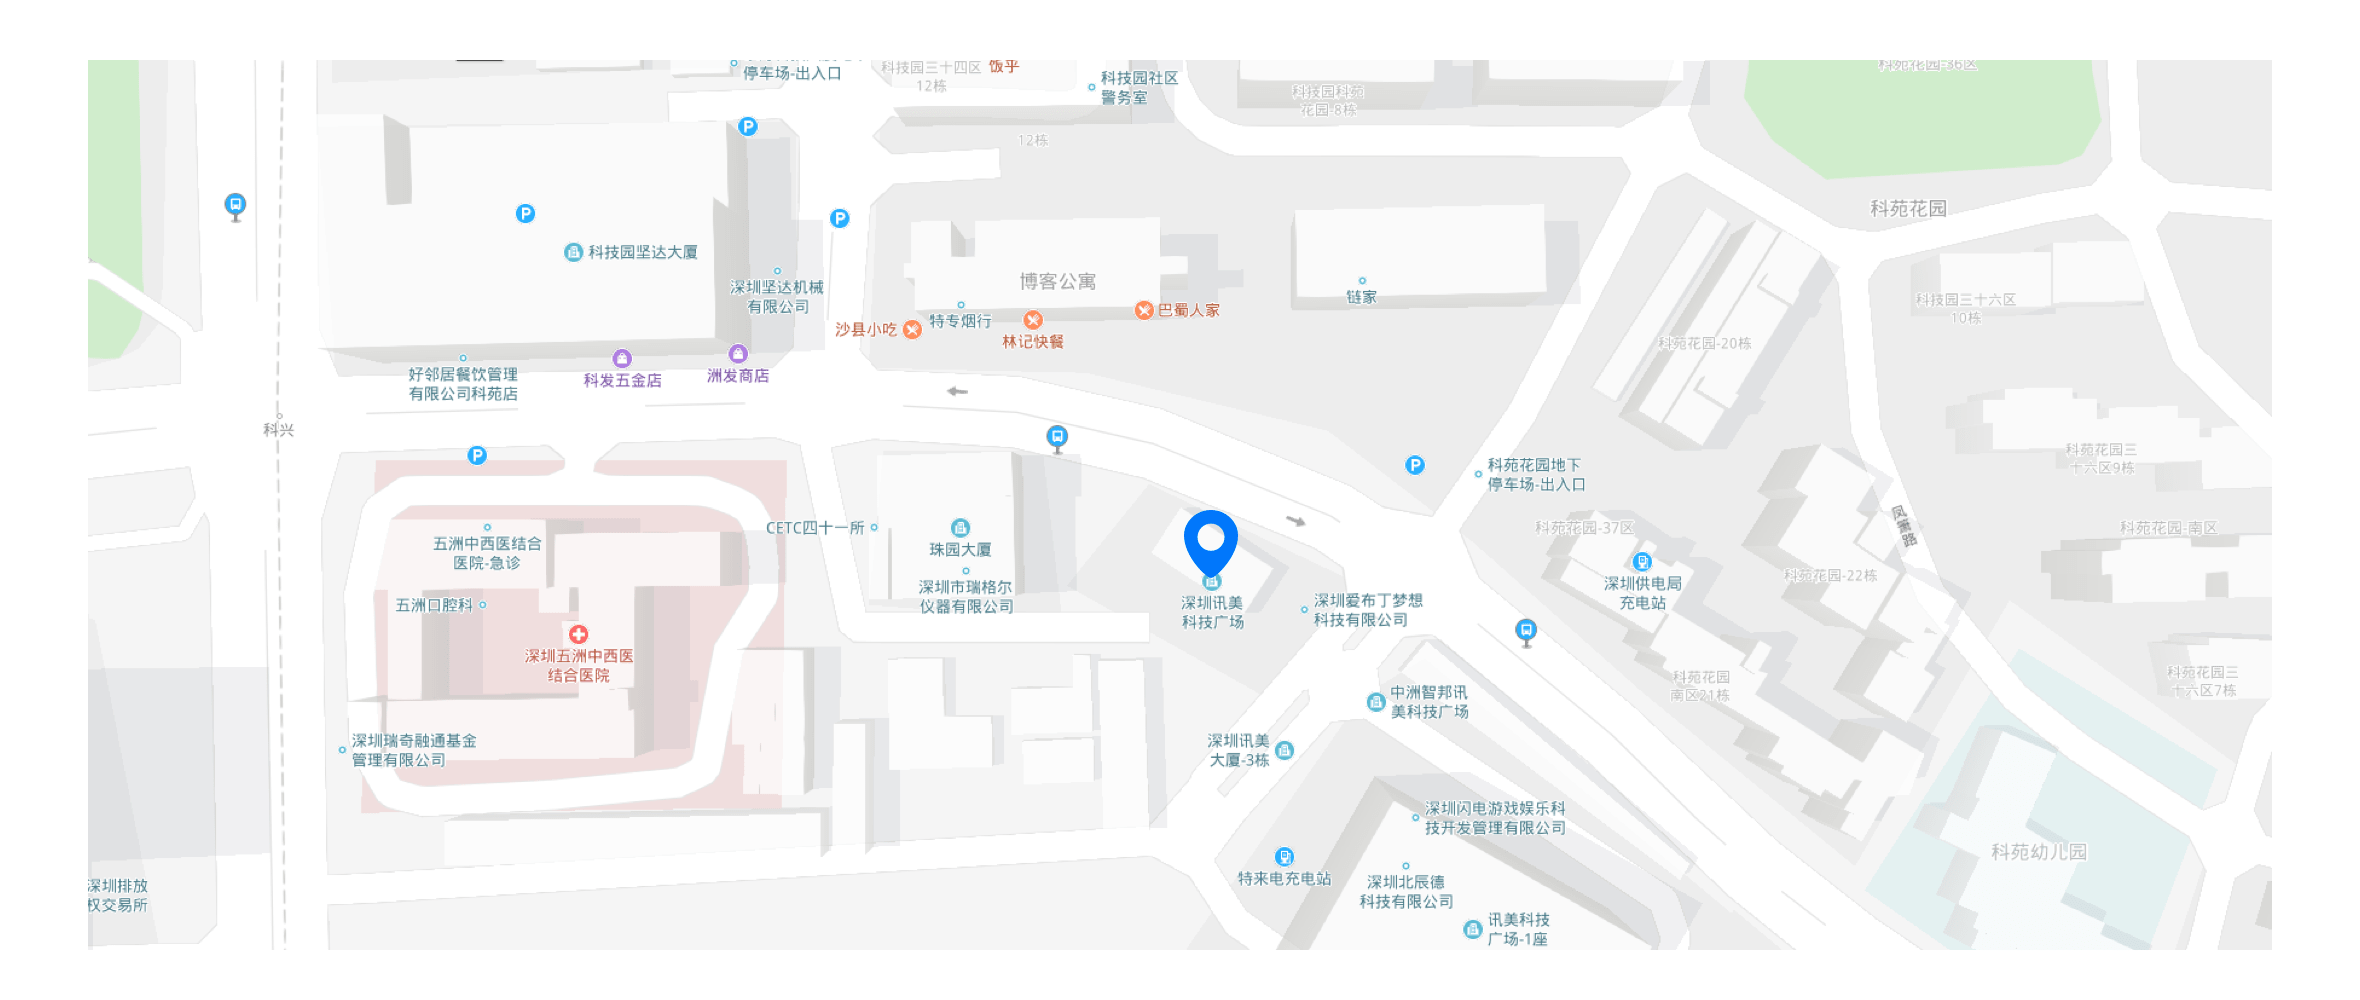 停车场-出入口
科技园三十四区
12栋
饭乎
科技园社区
警务室
科技园科苑
花园-8栋
科苑花园-36区
12栋
P
P
P
科苑花园
科技园坚达大厦
深圳坚达机械
有限公司
博客公寓
链家
特专烟行
巴蜀人家
沙县小吃
林记快餐
科技园三十六区
10栋
科苑花园-20栋
好邻居餐饮管理
有限公司科苑店
科发五金店
洲发商店
科兴
P
P
科苑花园地下
停车场-出入口
科苑花园三
十六区9栋
CETC四十一所
珠园大厦
五洲中西医结合
医院-急诊
科苑花园-37区
凤凰路
科苑花园-南区
深圳市瑞格尔
仪器有限公司
五洲口腔科
深圳讯美
科技广场
深圳爱布丁梦想
科技有限公司
深圳供电局
充电站
科苑花园-22栋
深圳五洲中西医
结合医院
科苑花园
南区21栋
科苑花园三
十六区7栋
中洲智邦讯
美科技广场
深圳瑞奇融通基金
管理有限公司
深圳讯美
大厦-3栋
深圳闪电游戏娱乐科
技开发管理有限公司
科苑幼儿园
特来电充电站
深圳北辰德
科技有限公司
深圳排放
权交易所
讯美科技
广场-1座